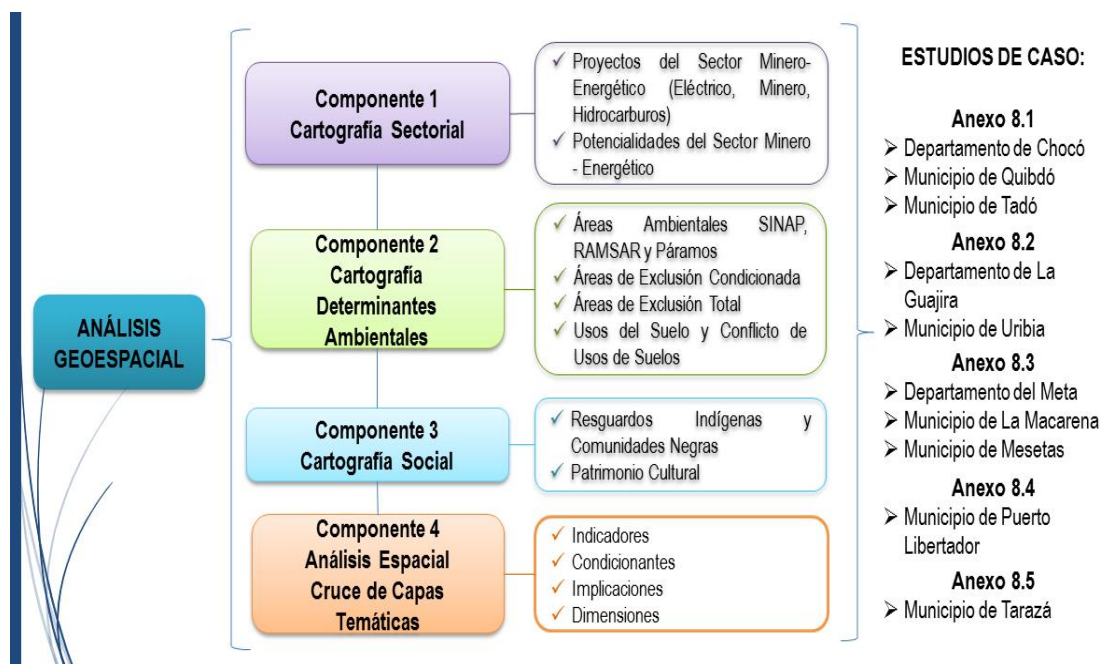 ANÁLISIS
GEOESPACIAL
Componente 1
Cartografía Sectorial
✓ Proyectos del Sector Minero-
Energético (Eléctrico, Minero,
Hidrocarburos)
✓ Potencialidades del Sector Minero
- Energético
Componente 2
Cartografía
Determinantes
Ambientales
✓ Áreas Ambientales SINAP,
RAMSAR y Páramos
✓ Áreas de Exclusión Condicionada
✓ Áreas de Exclusión Total
✓ Usos del Suelo y Conflicto de
Usos de Suelos
Componente 3
Cartografía Social
✓ Resguardos Indígenas y
Comunidades Negras
✓ Patrimonio Cultural
Componente 4
Análisis Espacial
Cruce de Capas
Temáticas
✓ Indicadores
✓ Condicionantes
✓ Implicaciones
✓ Dimensiones
ESTUDIOS DE CASO:
Anexo 8.1
➢ Departamento de Chocó
➢ Municipio de Quibdó
➢ Municipio de Tadó
Anexo 8.2
➢ Departamento de La
Guajira
➢ Municipio de Uribia
Anexo 8.3
➢ Departamento del Meta
➢ Municipio de La Macarena
➢ Municipio de Mesetas
Anexo 8.4
➢ Municipio de Puerto
Libertador
Anexo 8.5
➢ Municipio de Tarazá